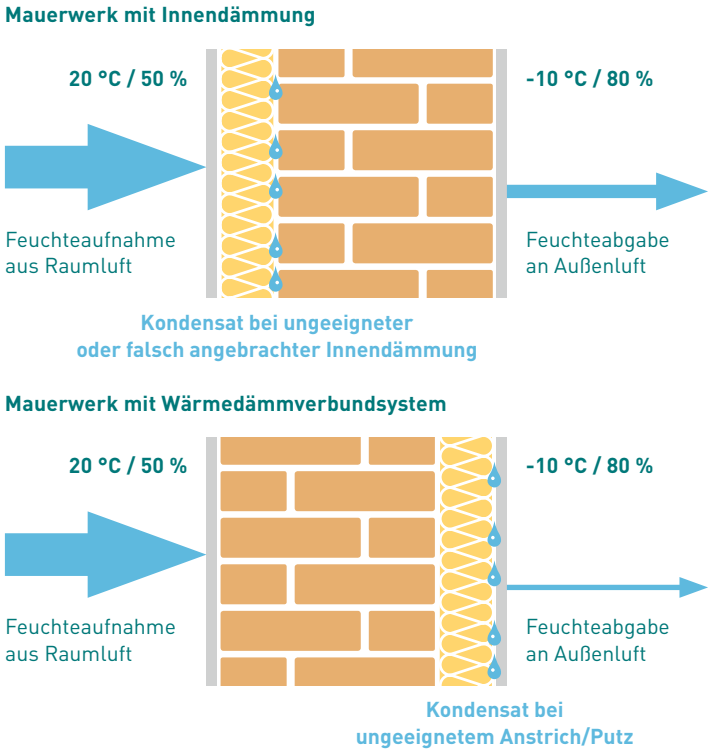 Mauerwerk mit Innendämmung
20 °C / 50 %
-10 °C / 80 %
Feuchteaufnahme
aus Raumluft
Feuchteabgabe
an Außenluft
Kondensat bei ungeeigneter
oder falsch angebrachter Innendämmung
Mauerwerk mit Wärmedämmverbundsystem
20 °C / 50 %
-10 °C / 80 %
Feuchteaufnahme
aus Raumluft
Feuchteabgabe
an Außenluft
Kondensat bei
ungeeignetem Anstrich/Putz